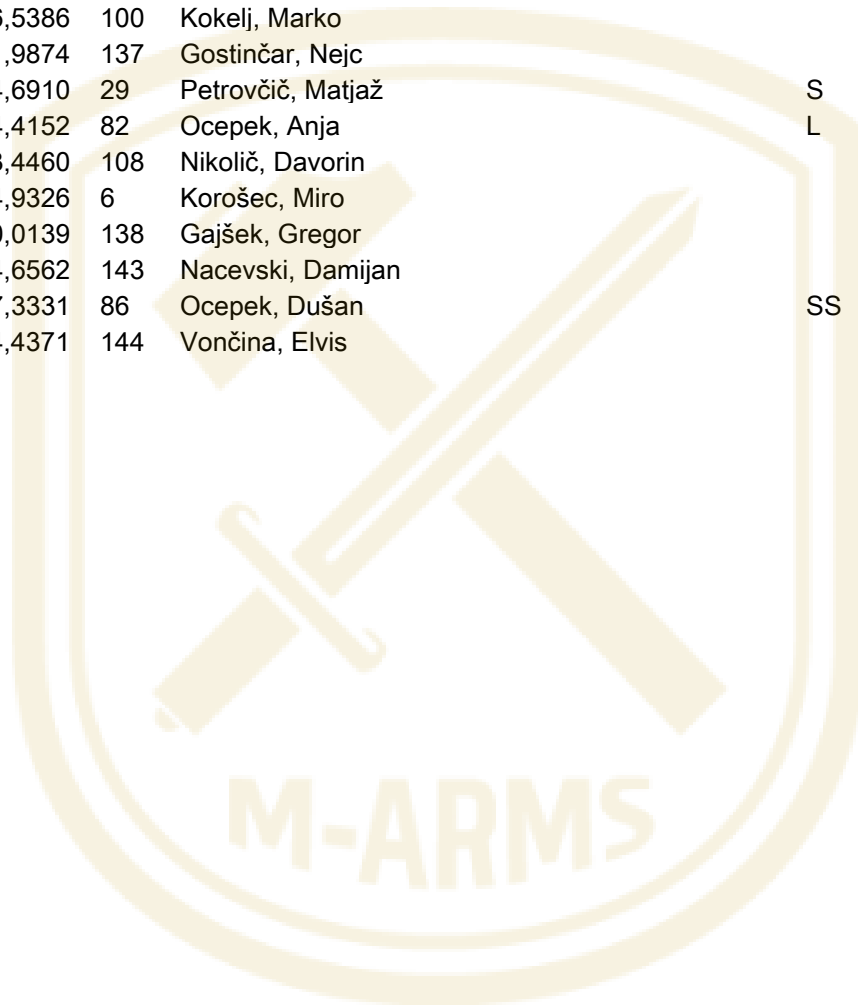 ,5386 100 Kokelj, Marko
,9874 137 Gostinčar, Nejc
,6910 29 Petrovčič, Matjaž S
,4152 82 Ocepek, Anja L
,4460 108 Nikolič, Davorin
,9326 6 Korošec, Miro
,0139 138 Gajšek, Gregor
,6562 143 Nacevski, Damijan
,3331 86 Ocepek, Dušan SS
,4371 144 Vončina, Elvis
M-ARMS